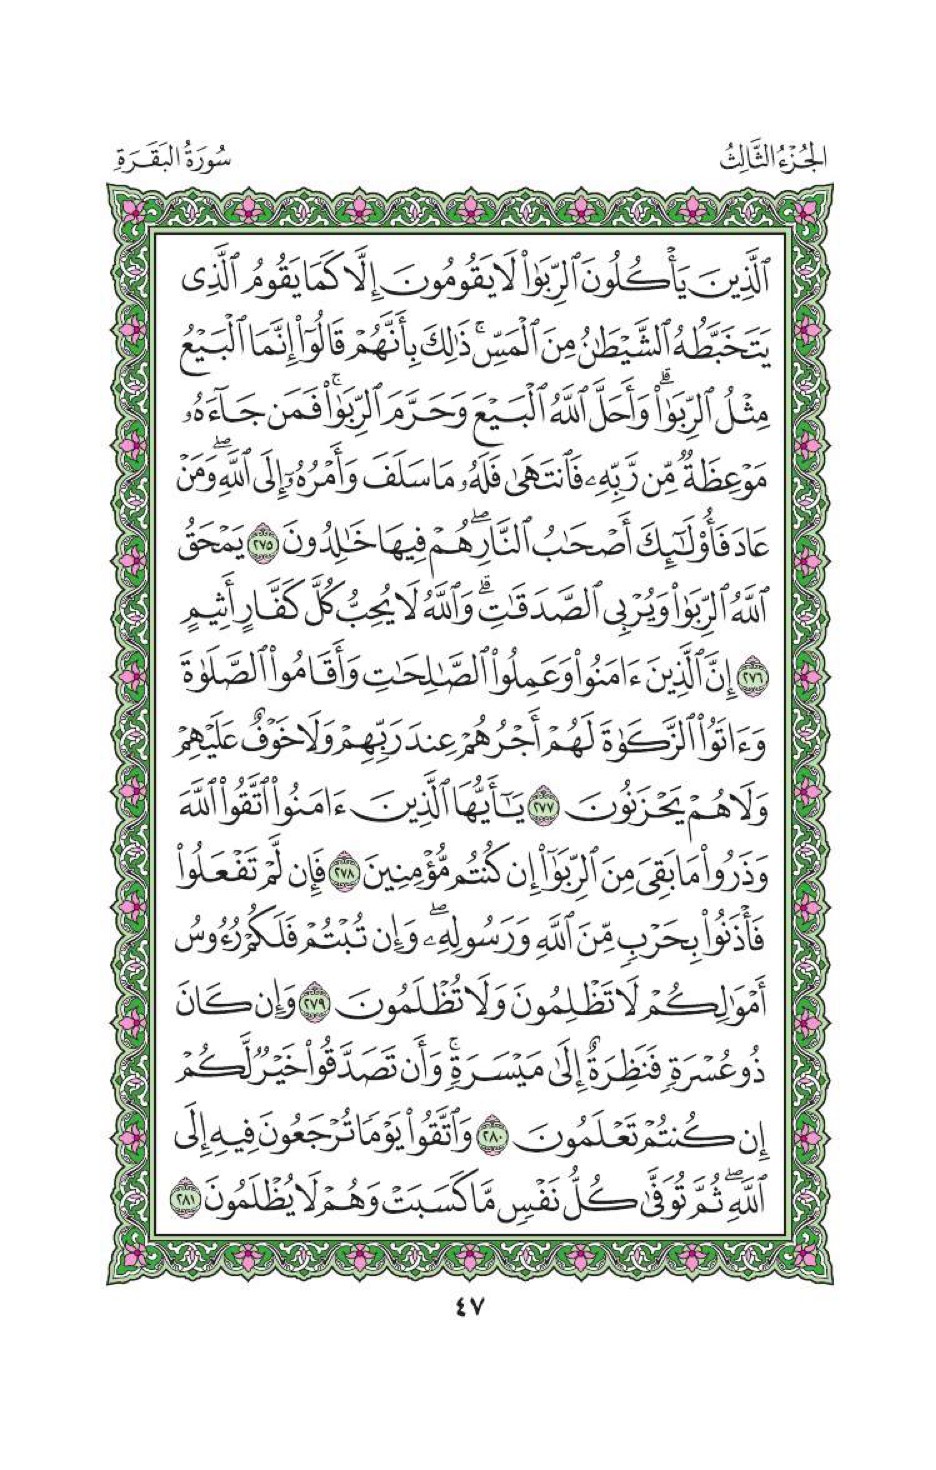 الجُزْءُ الثَّالِثُ
سُورَةُ البَقَرَةِ
ٱلَّذِينَ يَأْكُلُونَ ٱلرِّبَوٰا۟ لَا يَقُومُونَ إِلَّا كَمَا يَقُومُ ٱلَّذِى
يَتَخَبَّطُهُ ٱلشَّيْطَٰنُ مِنَ ٱلْمَسِّ ۚ ذَٰلِكَ بِأَنَّهُمْ قَالُوٓا۟ إِنَّمَا ٱلْبَيْعُ
مِثْلُ ٱلرِّبَوٰا۟ ۗ وَأَحَلَّ ٱللَّهُ ٱلْبَيْعَ وَحَرَّمَ ٱلرِّبَوٰا۟ ۚ فَمَن جَآءَهُۥ
مَوْعِظَةٌ مِّن رَّبِّهِۦ فَٱنتَهَىٰ فَلَهُۥ مَا سَلَفَ وَأَمْرُهُۥٓ إِلَى ٱللَّهِ ۖ وَمَنْ
عَادَ فَأُو۟لَٰٓئِكَ أَصْحَٰبُ ٱلنَّارِ ۖ هُمْ فِيهَا خَٰلِدُونَ ٢٧٥ يَمْحَقُ
ٱللَّهُ ٱلرِّبَوٰا۟ وَيُرْبِى ٱلصَّدَقَٰتِ ۗ وَٱللَّهُ لَا يُحِبُّ كُلَّ كَفَّارٍ أَثِيمٍ
٢٧٦ إِنَّ ٱلَّذِينَ ءَامَنُوا۟ وَعَمِلُوا۟ ٱلصَّٰلِحَٰتِ وَأَقَامُوا۟ ٱلصَّلَوٰةَ
وَءَاتَوُا۟ ٱلزَّكَوٰةَ لَهُمْ أَجْرُهُمْ عِندَ رَبِّهِمْ وَلَا خَوْفٌ عَلَيْهِمْ
وَلَا هُمْ يَحْزَنُونَ ٢٧٧ يَٰٓأَيُّهَا ٱلَّذِينَ ءَامَنُوا۟ ٱتَّقُوا۟ ٱللَّهَ
وَذَرُوا۟ مَا بَقِىَ مِنَ ٱلرِّبَوٰٓا۟ إِن كُنتُم مُّؤْمِنِينَ ٢٧٨ فَإِن لَّمْ تَفْعَلُوا۟
فَأْذَنُوا۟ بِحَرْبٍ مِّنَ ٱللَّهِ وَرَسُولِهِۦ ۖ وَإِن تُبْتُمْ فَلَكُمْ رُءُوسُ
أَمْوَٰلِكُمْ لَا تَظْلِمُونَ وَلَا تُظْلَمُونَ ٢٧٩ وَإِن كَانَ
ذُو عُسْرَةٍ فَنَظِرَةٌ إِلَىٰ مَيْسَرَةٍ ۚ وَأَن تَصَدَّقُوا۟ خَيْرٌ لَّكُمْ
إِن كُنتُمْ تَعْلَمُونَ ٢٨٠ وَٱتَّقُوا۟ يَوْمًا تُرْجَعُونَ فِيهِ إِلَى
ٱللَّهِ ۖ ثُمَّ تُوَفَّىٰ كُلُّ نَفْسٍ مَّا كَسَبَتْ وَهُمْ لَا يُظْلَمُونَ ٢٨١
٤٧